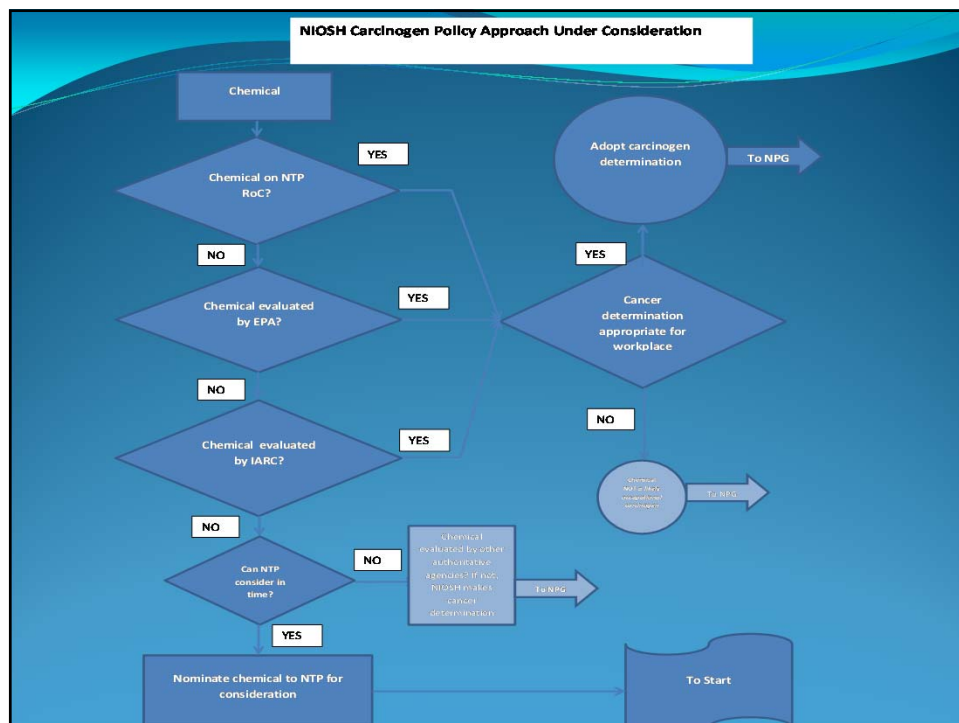 NIOSH Carcinogen Policy Approach Under Consideration
Chemical
YES
Adopt carcinogen
determination
To NPG
Chemical on NTP
RoC?
NO
YES
Chemical evaluated
by EPA?
YES
Cancer
determination
appropriate for
workplace
NO
Chemical evaluated
by IARC?
YES
NO
Chemical
To NPG
NO
Can NTP
consider in
time?
NO
Chemical
evaluated by other
authoritative
agencies? If not,
NIOSH makes
cancer
determination
To NPG
YES
Nominate chemical to NTP for
consideration
To Start